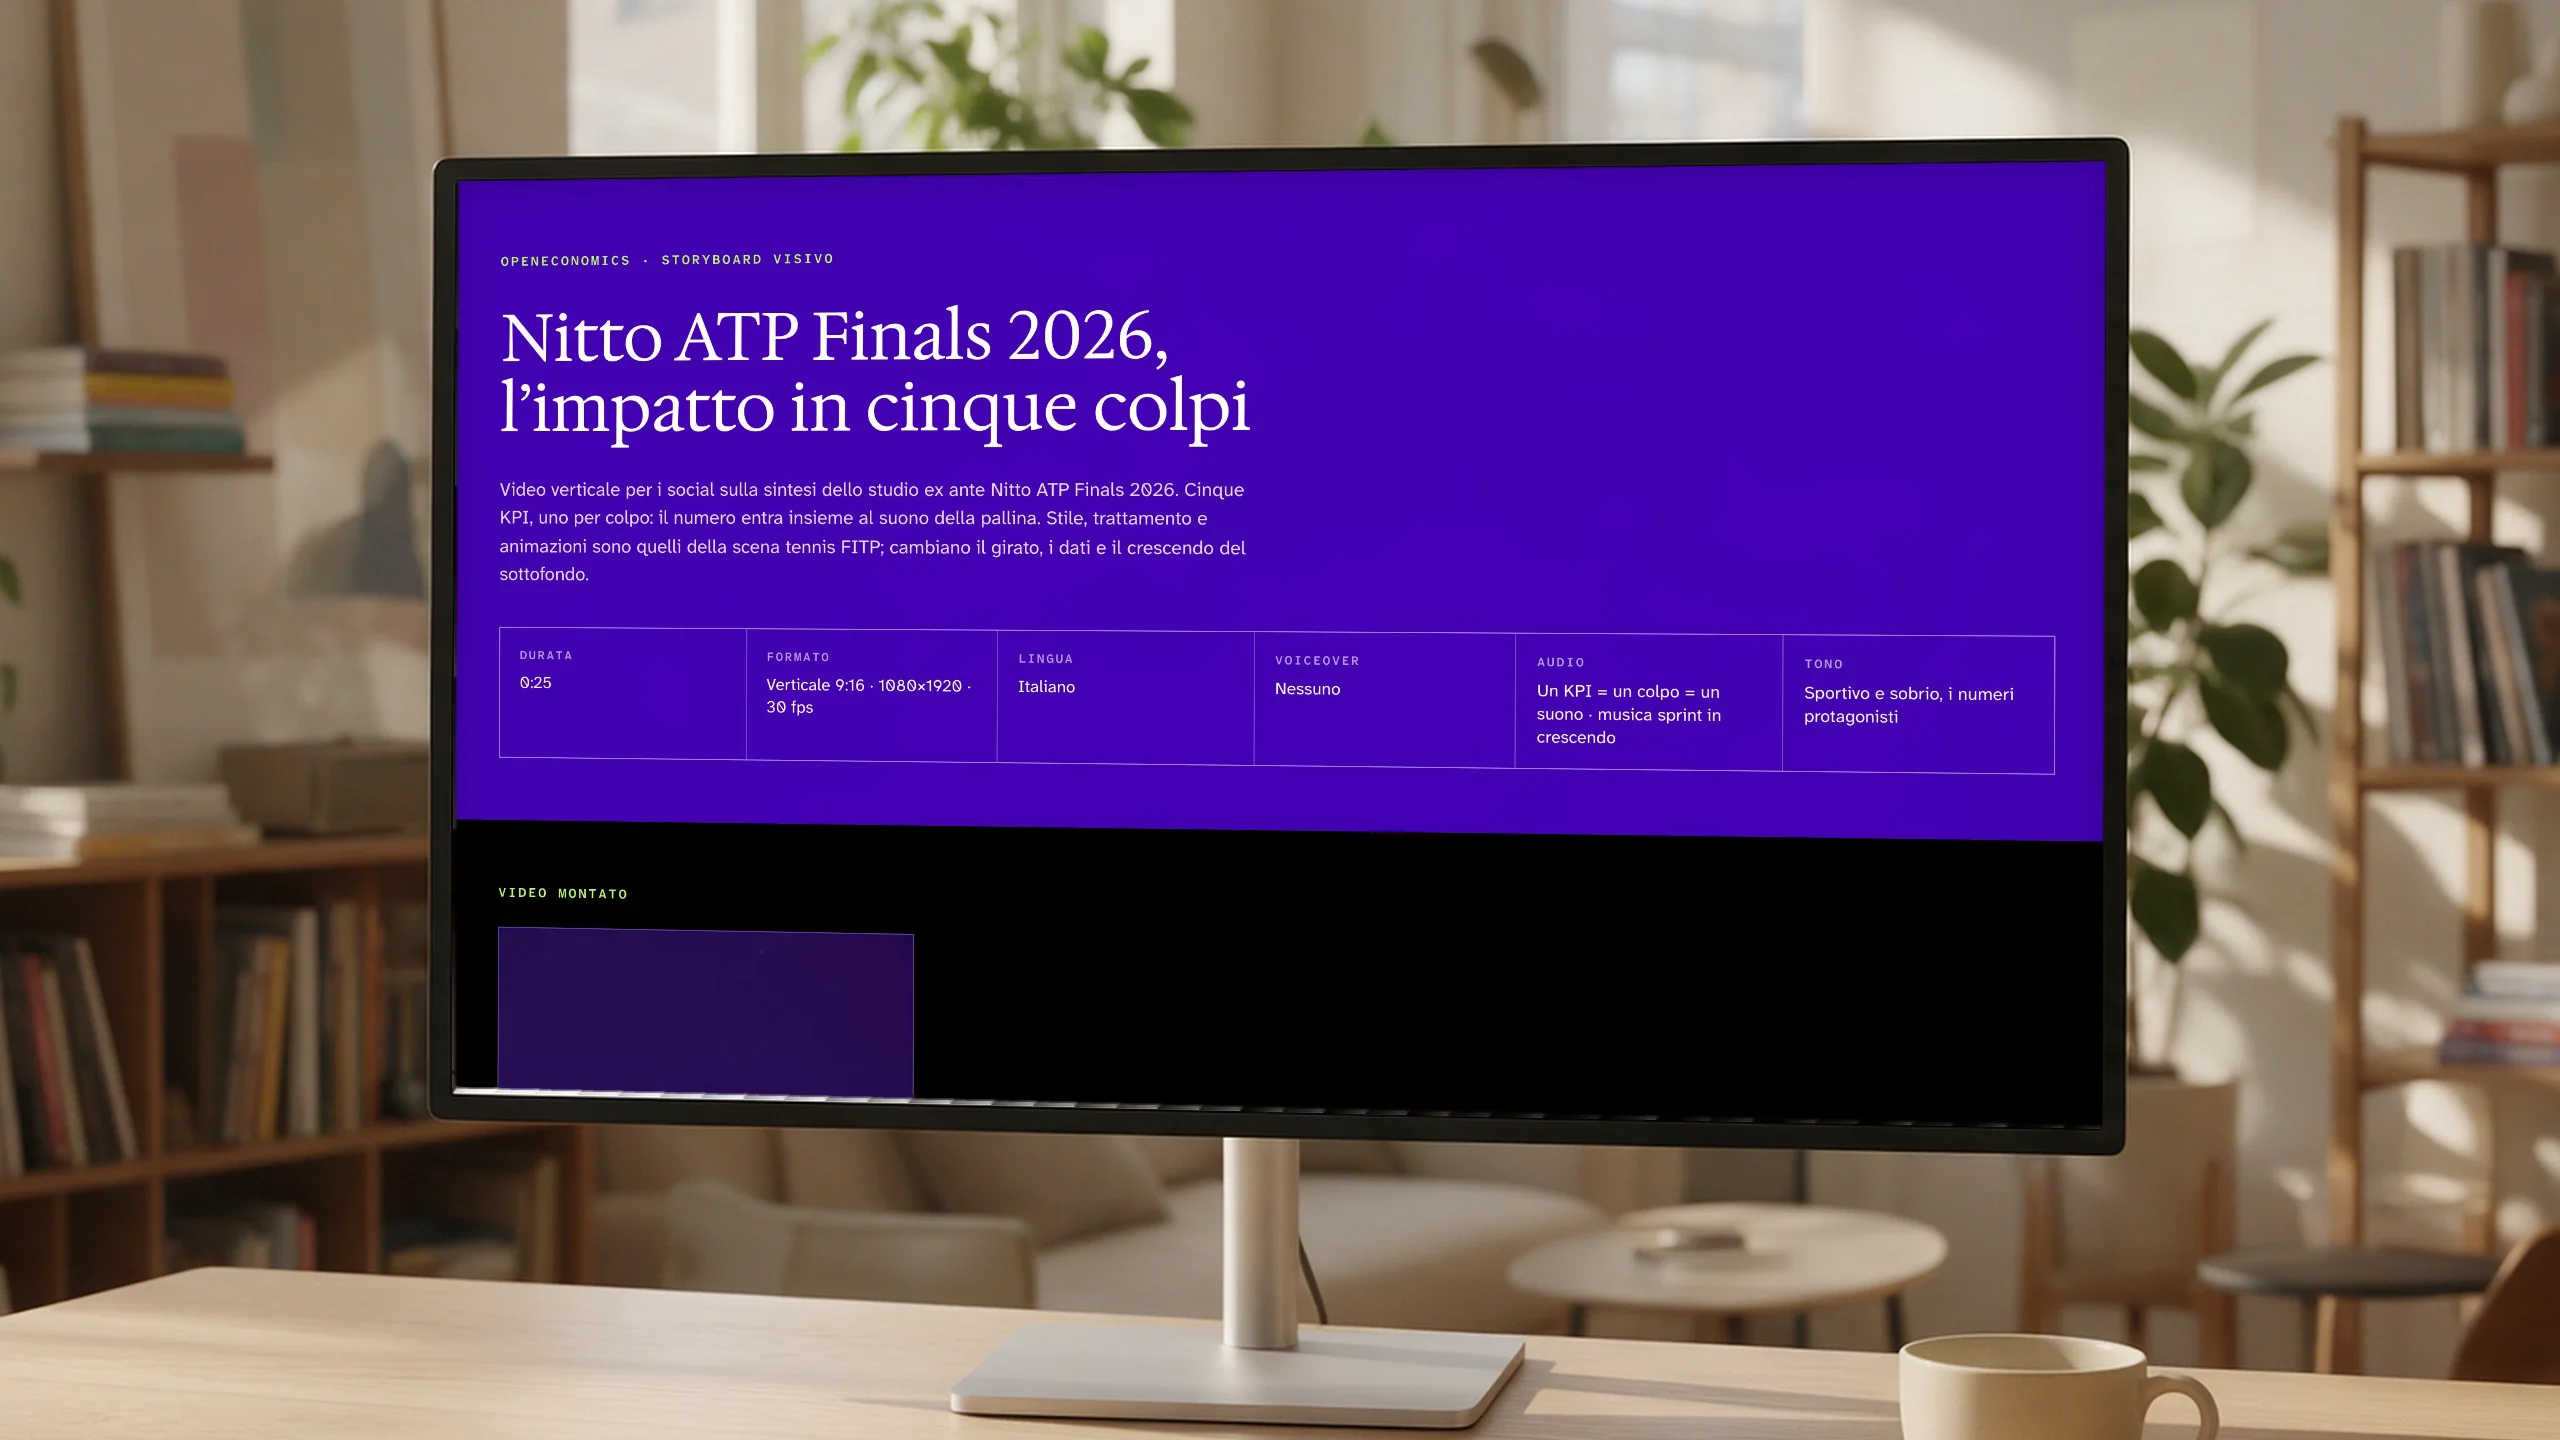 OPENECONOMICS · STORYBOARD VISIVO
Nitto ATP Finals 2026,
l’impatto in cinque colpi
Video verticale per i social sulla sintesi dello studio ex ante Nitto ATP Finals 2026. Cinque
KPI, uno per colpo: il numero entra insieme al suono della pallina. Stile, trattamento e
animazioni sono quelli della scena tennis FITP; cambiano il girato, i dati e il crescendo del
sottofondo.
DURATA
0:25
FORMATO
Verticale 9:16 · 1080×1920 ·
30 fps
LINGUA
Italiano
VOICEOVER
Nessuno
AUDIO
Un KPI = un colpo = un
suono · musica sprint in
crescendo
TONO
Sportivo e sobrio, i numeri
protagonisti
VIDEO MONTATO